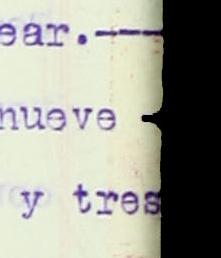 ear.---
nueve
y tres